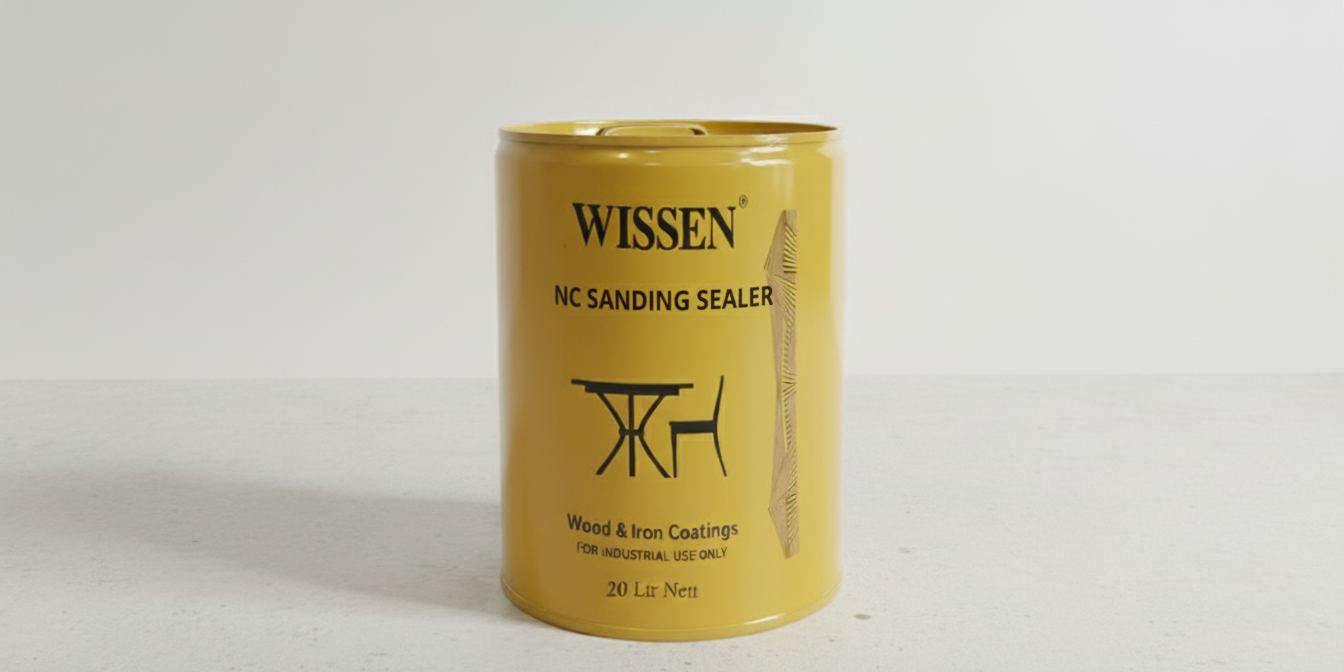 WISSEN®
NC SANDING SEALER
Wood & Iron Coatings
FOR INDUSTRIAL USE ONLY
20 Ltr Nett